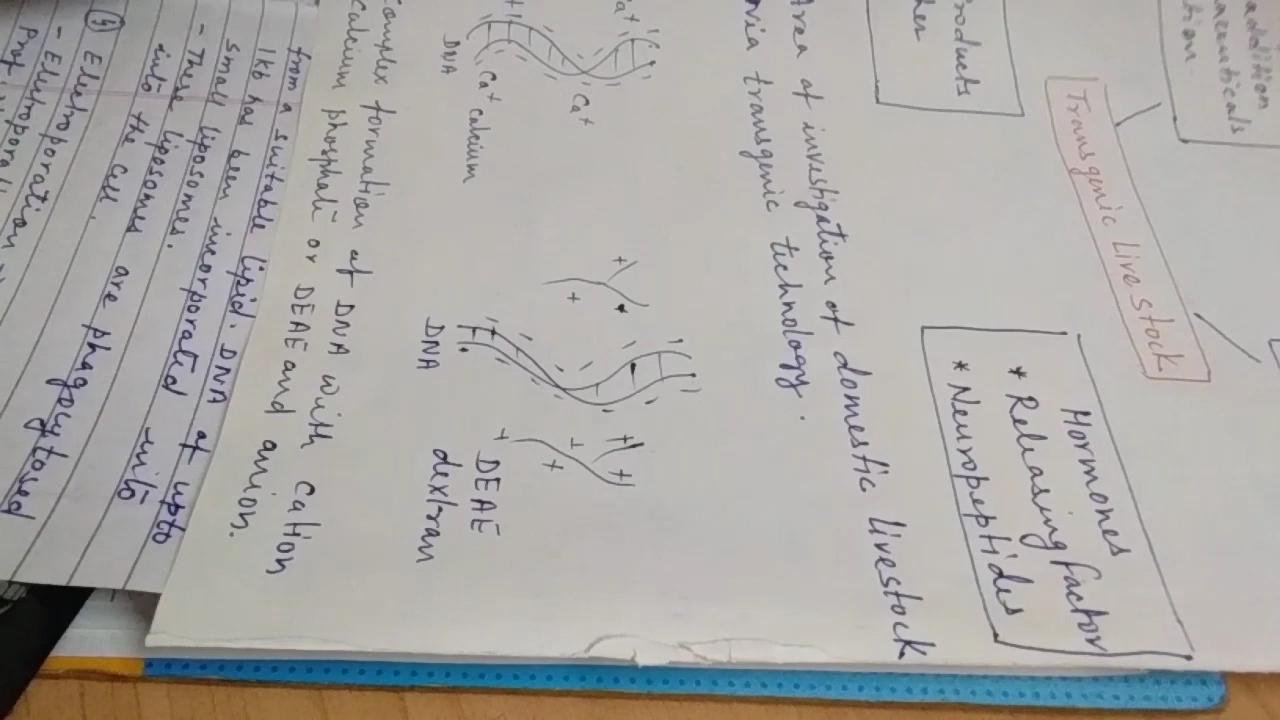 addition
Transgenic Livestock
Products
Hormones
* Releasing factor
* Neuropeptides
Area of investigation of domestic livestock
via transgenic technology.
Ca+
DNA
Ca+ calcium
DNA
+ DEAE
dextran
Complex formation of DNA with cation
calcium phosphate or DEAE and anion.
from a suitable lipid. DNA of upto
1kb has been incorporated into
small liposomes.
- These liposomes are phagocytosed
into the cell.
④ Electroporation
- Electroporation